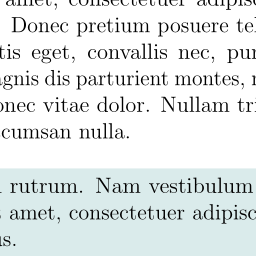 amet, consectetuer adipisc
. Donec pretium posuere tel
tis eget, convallis nec, pur
agnis dis parturient montes, n
onec vitae dolor. Nullam tri
cumsan nulla.
rutrum. Nam vestibulum
amet, consectetuer adipisc
us.